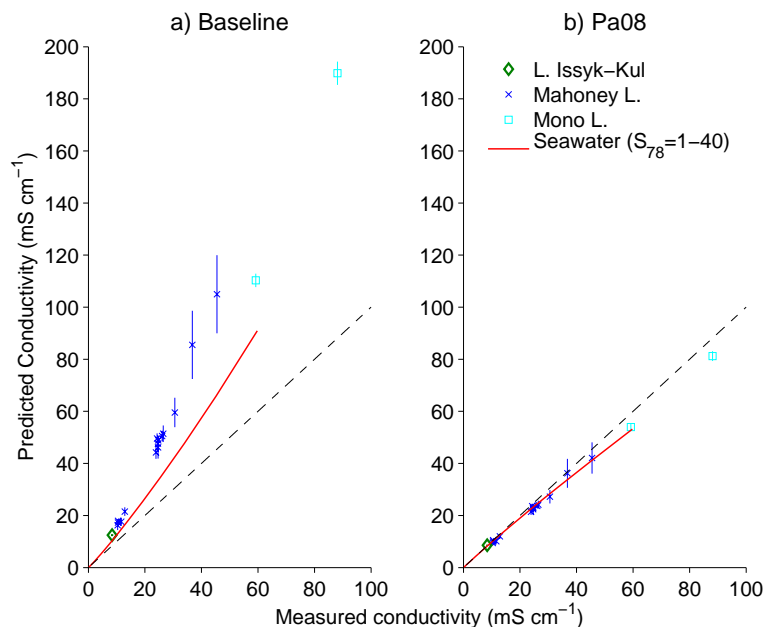 a) Baseline
b) Pa08
Predicted Conductivity (mS cm⁻¹)
200
180
160
140
120
100
80
60
40
20
0
0 20 40 60 80 100
L. Issyk−Kul
Mahoney L.
Mono L.
Seawater (S₇₈=1−40)
200
180
160
140
120
100
80
60
40
20
0
0 20 40 60 80 100
Measured conductivity (mS cm⁻¹)